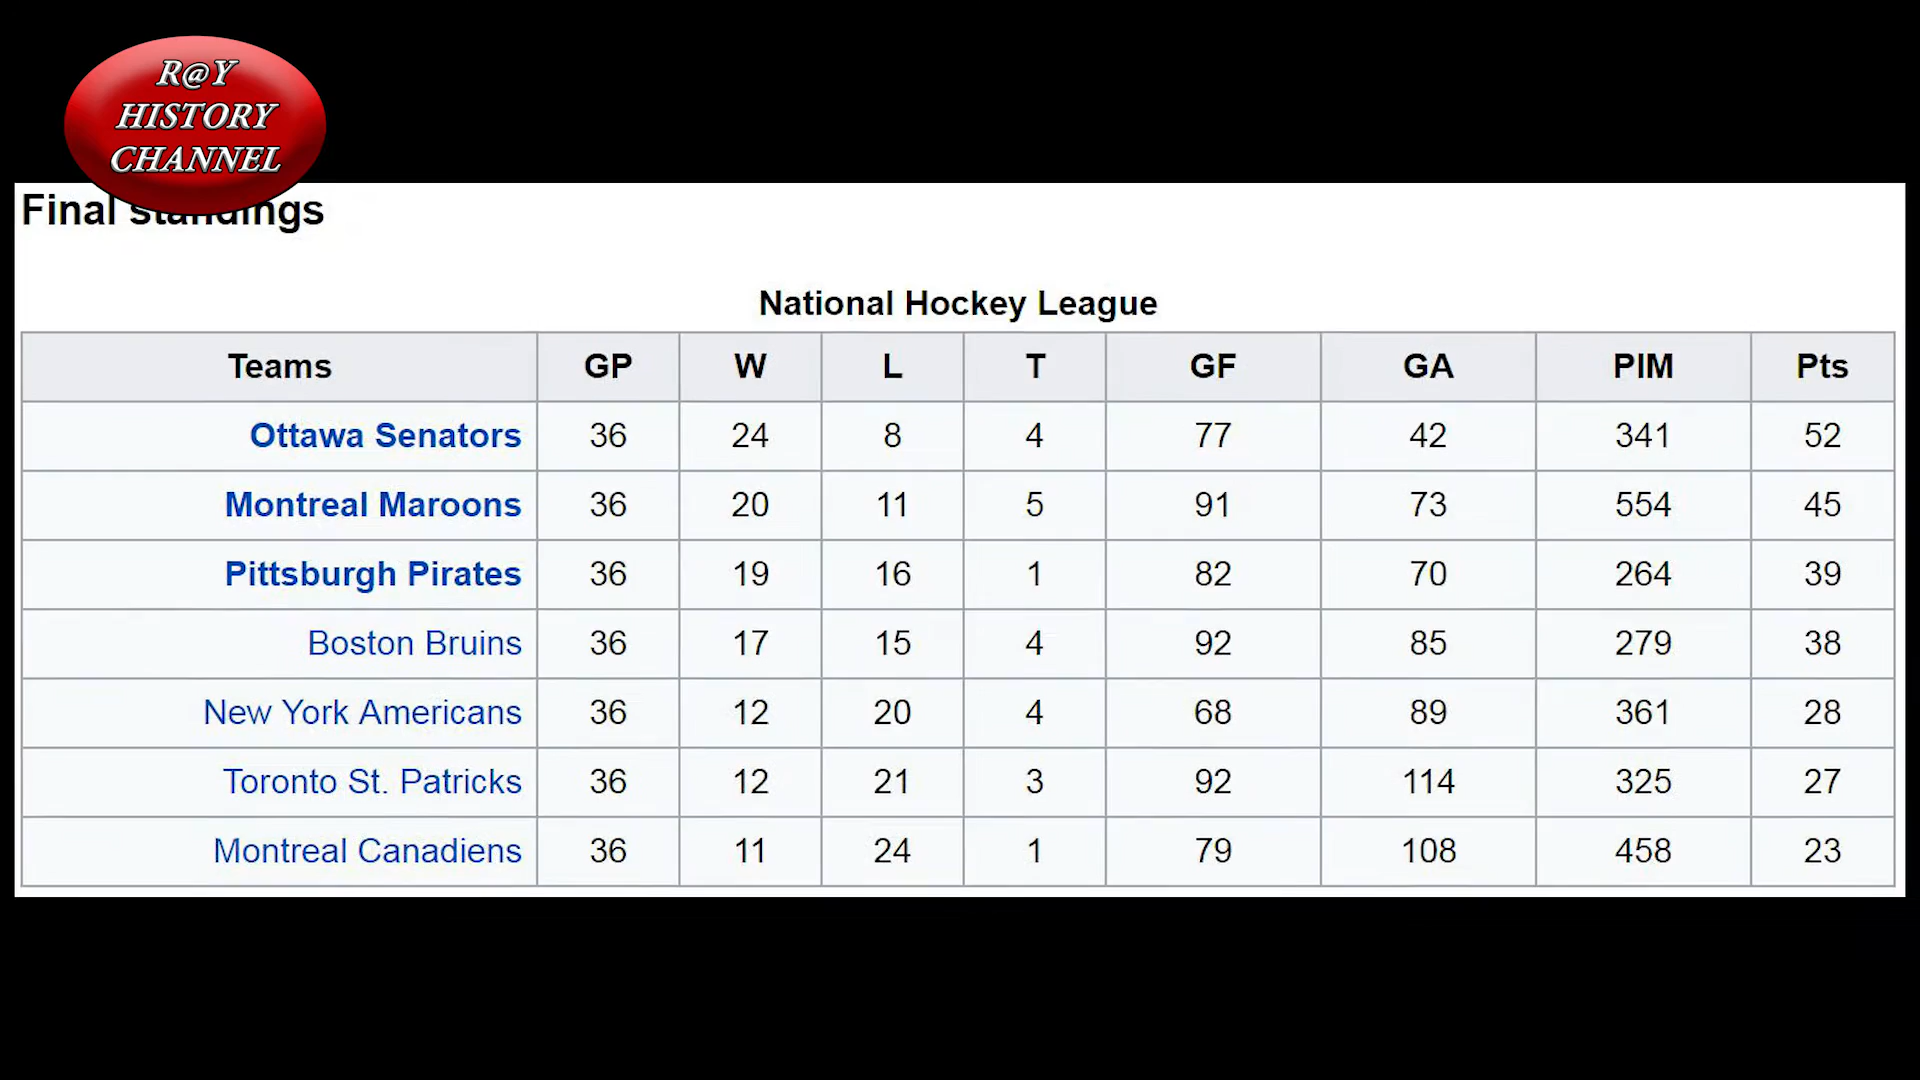 R@Y
HISTORY
CHANNEL
Final standings
National Hockey League
Teams GP W L T GF GA PIM Pts
Ottawa Senators 36 24 8 4 77 42 341 52
Montreal Maroons 36 20 11 5 91 73 554 45
Pittsburgh Pirates 36 19 16 1 82 70 264 39
Boston Bruins 36 17 15 4 92 85 279 38
New York Americans 36 12 20 4 68 89 361 28
Toronto St. Patricks 36 12 21 3 92 114 325 27
Montreal Canadiens 36 11 24 1 79 108 458 23